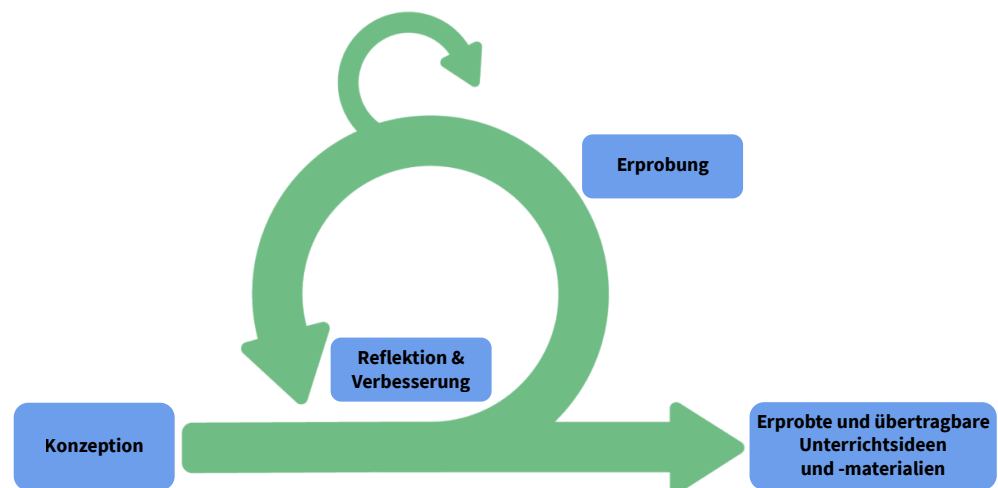 Erprobung
Reflektion &
Verbesserung
Konzeption
Erprobte und übertragbare
Unterrichtsideen
und -materialien